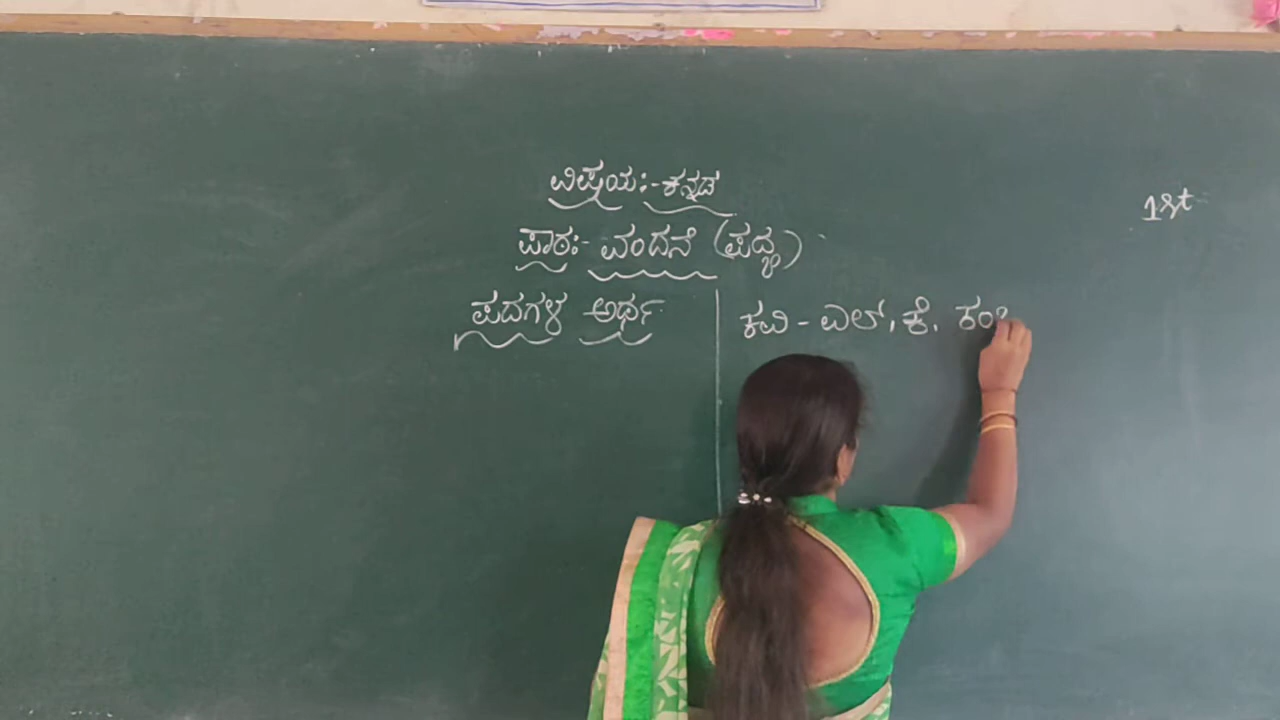 ವಿಷಯ:-ಕನ್ನಡ
1st
ಪಾಠ:- ವಂದನೆ (ಪದ್ಯ)
ಪದಗಳ ಅರ್ಥ
ಕವಿ - ಎಲ್. ಕೆ.